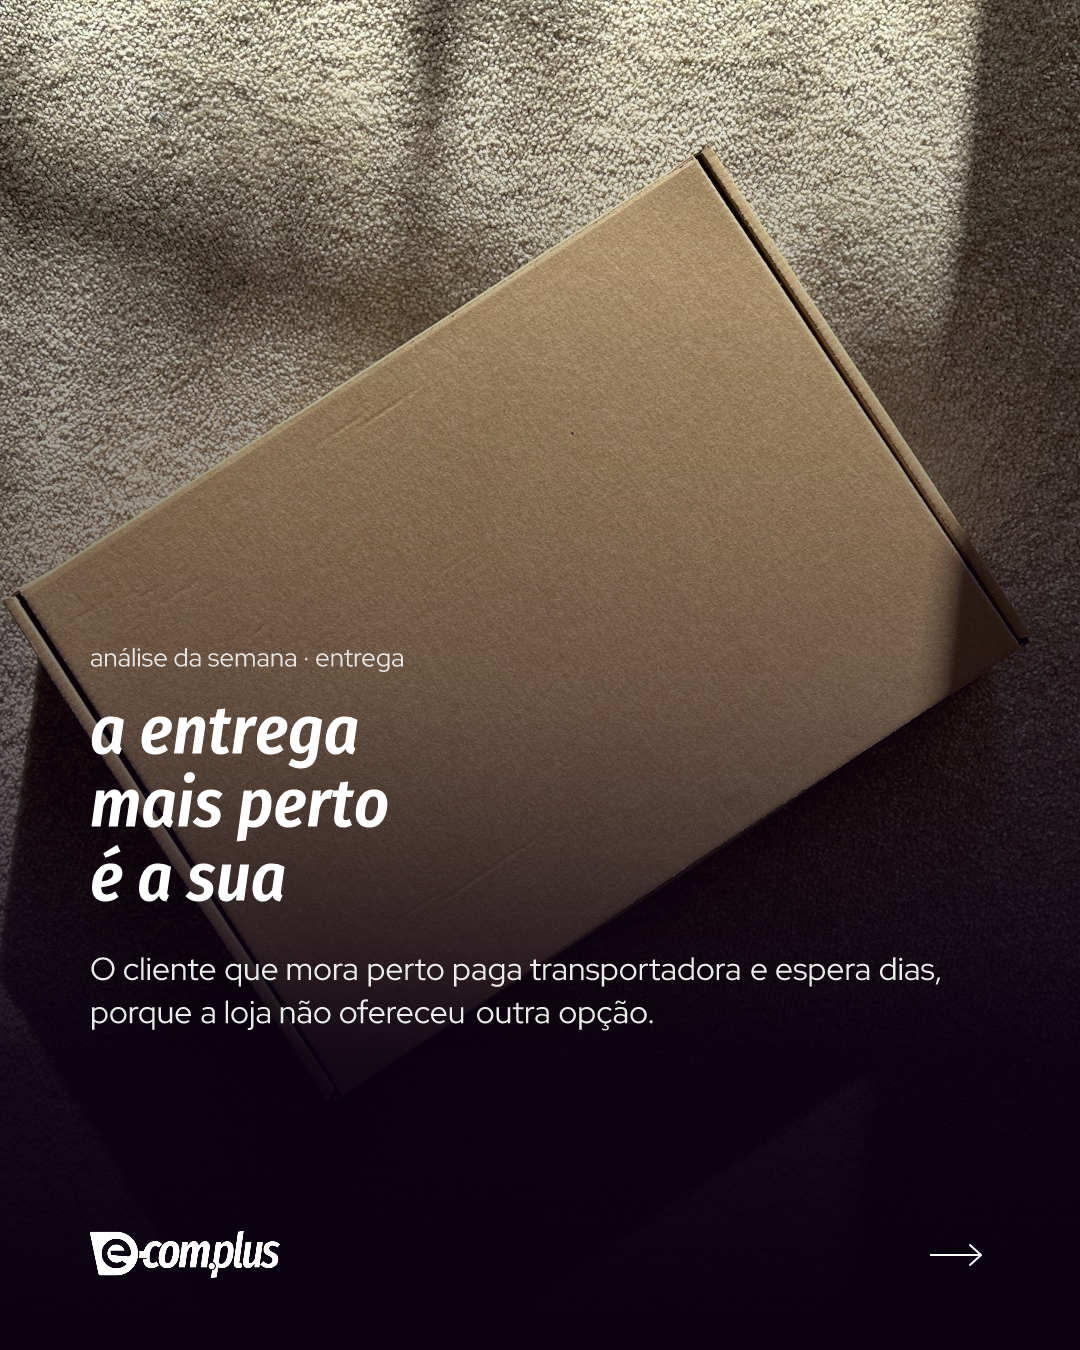 análise da semana · entrega
a entrega
mais perto
é a sua
O cliente que mora perto paga transportadora e espera dias,
porque a loja não ofereceu outra opção.
e-com.plus